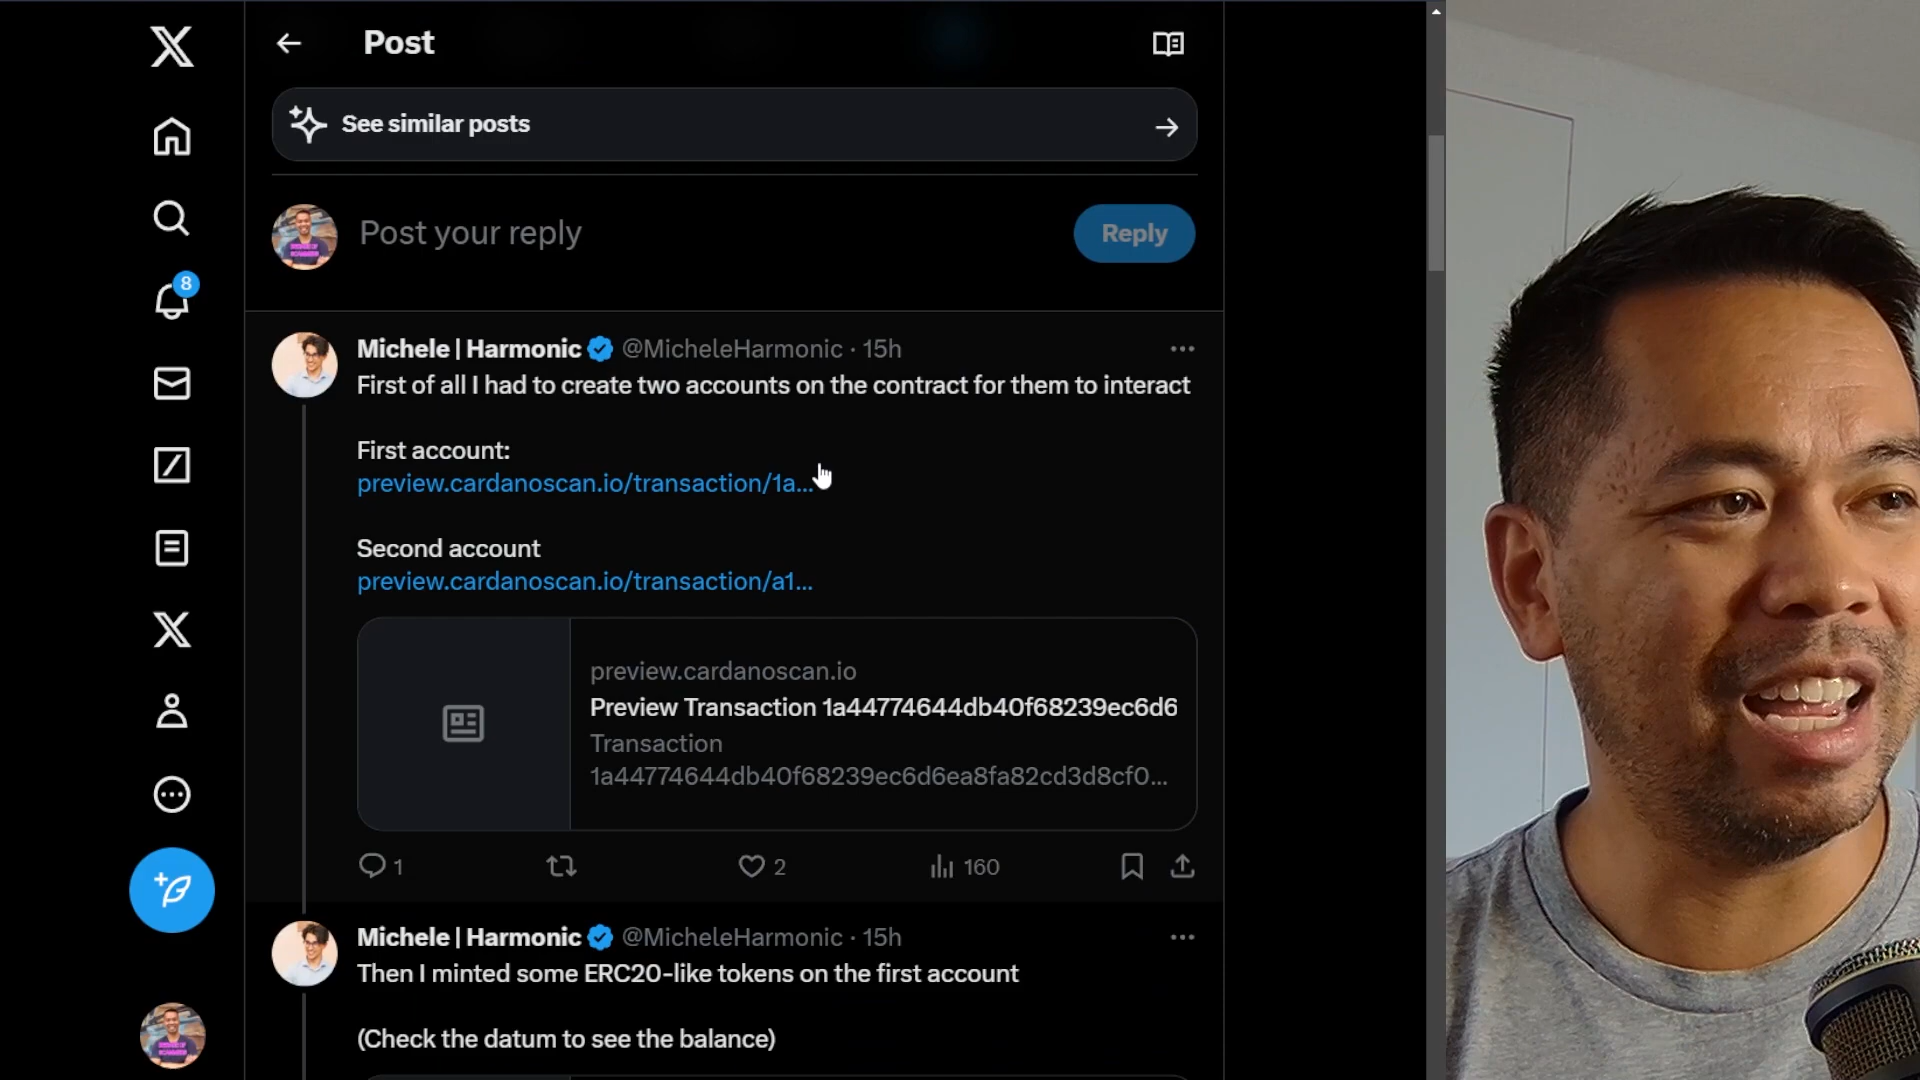 Post
See similar posts
Post your reply
Reply
8
Michele | Harmonic @MicheleHarmonic · 15h
First of all I had to create two accounts on the contract for them to interact
First account:
preview.cardanoscan.io/transaction/1a...
Second account
preview.cardanoscan.io/transaction/a1...
preview.cardanoscan.io
Preview Transaction 1a44774644db40f68239ec6d6
Transaction
1a44774644db40f68239ec6d6ea8fa82cd3d8cf0...
1
2
160
Michele | Harmonic @MicheleHarmonic · 15h
Then I minted some ERC20-like tokens on the first account
(Check the datum to see the balance)